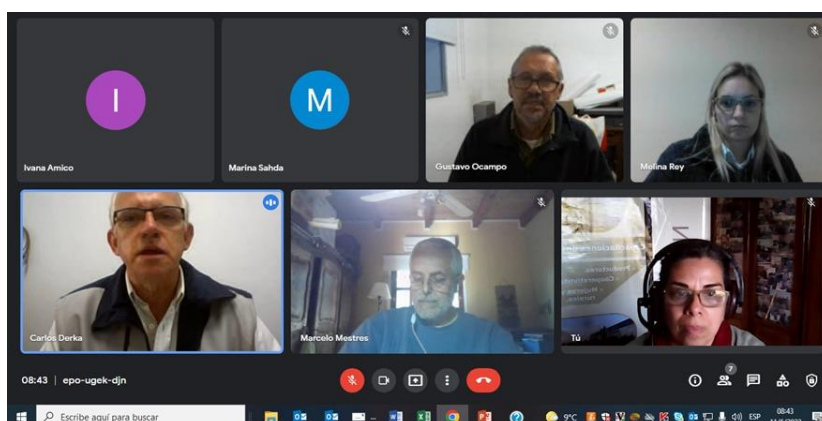 I
M
Ivana Amico
Marina Sahda
Gustavo Ocampo
Molina Rey
Productores
Carlos Derka
Marcelo Mestres
Tú
08:43 | epo-ugek-djn
7
Escribe aquí para buscar
9°C
ESP
08:43